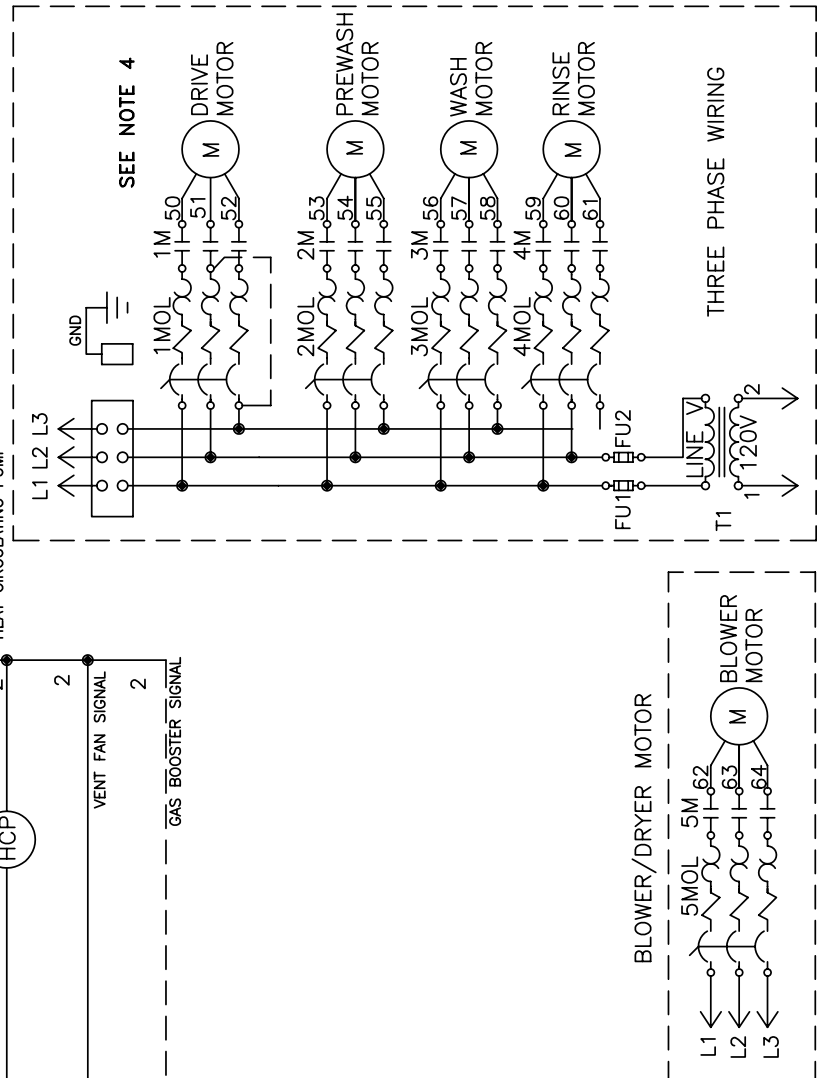 SEE NOTE 4
GND
L1 L2 L3
1MOL
1M
50
51
52
M
DRIVE
MOTOR
2MOL
2M
53
54
55
M
PREWASH
MOTOR
3MOL
3M
56
57
58
M
WASH
MOTOR
4MOL
4M
59
60
61
M
RINSE
MOTOR
FU1
FU2
T1
LINE V
120V
1
2
THREE PHASE WIRING
HCP
2
VENT FAN SIGNAL
2
GAS BOOSTER SIGNAL
BLOWER/DRYER MOTOR
L1
L2
L3
5MOL
5M
62
63
64
M
BLOWER
MOTOR